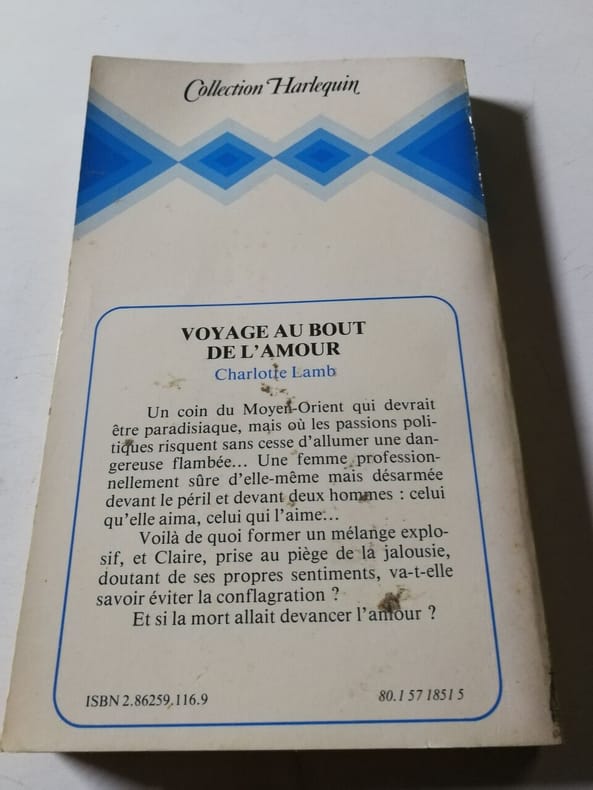 Collection Harlequin
VOYAGE AU BOUT
DE L'AMOUR
Charlotte Lamb
Un coin du Moyen-Orient qui devrait
être paradisiaque, mais où les passions poli-
tiques risquent sans cesse d'allumer une dan-
gereuse flambée... Une femme profession-
nellement sûre d'elle-même mais désarmée
devant le péril et devant deux hommes : celui
qu'elle aima, celui qui l'aime...
Voilà de quoi former un mélange explo-
sif, et Claire, prise au piège de la jalousie,
doutant de ses propres sentiments, va-t-elle
savoir éviter la conflagration ?
Et si la mort allait devancer l'amour ?
ISBN 2.86259.116.9
80.1 57 1851 5